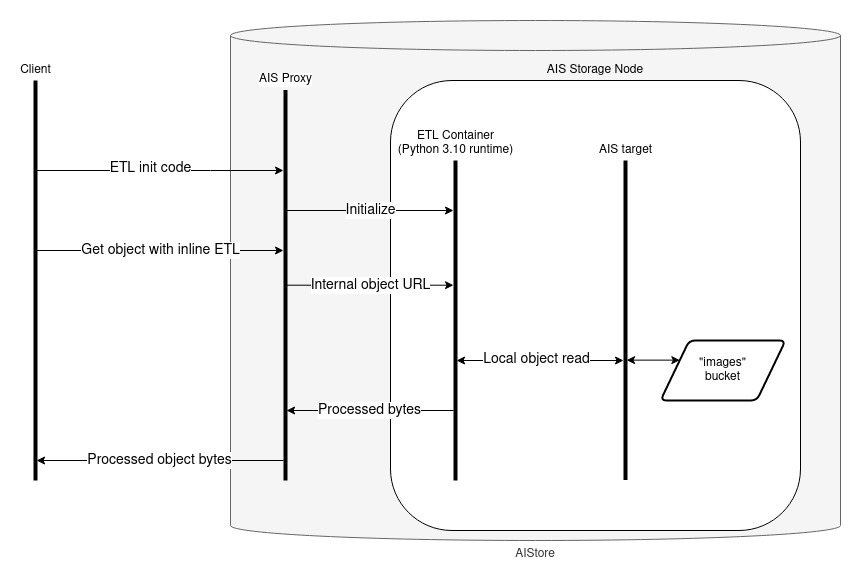 Client
AIS Proxy
AIS Storage Node
ETL Container
(Python 3.10 runtime)
AIS target
ETL init code
Initialize
Get object with inline ETL
Internal object URL
Local object read
"images"
bucket
Processed bytes
Processed object bytes
AIStore